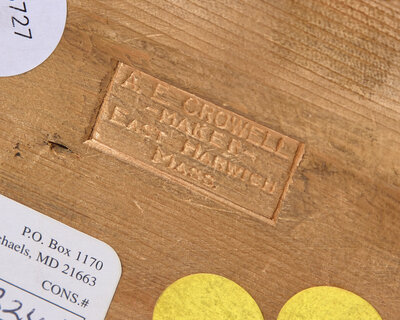 727
A. E. CROWELL
-MAKER-
EAST HARWICH
MASS.
P.O. Box 1170
chaels, MD 21663
CONS.#